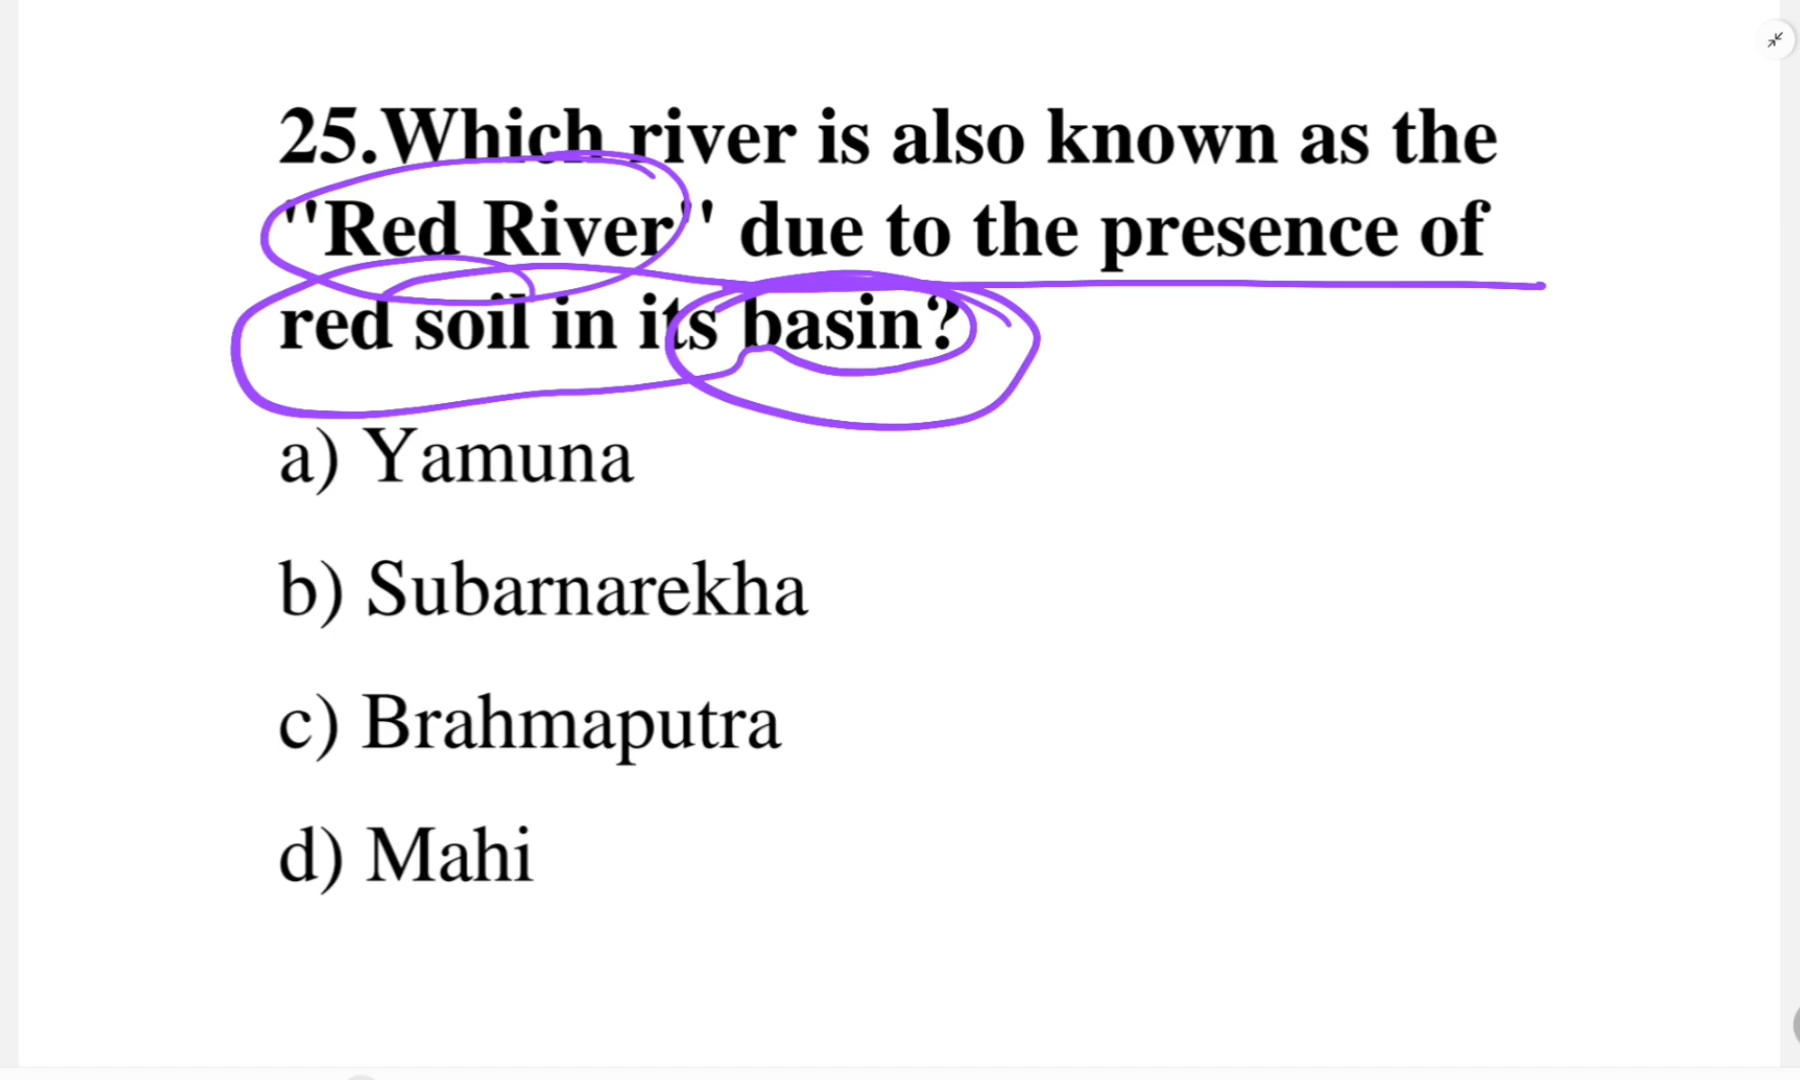 25.Which river is also known as the
"Red River" due to the presence of
red soil in its basin?
a) Yamuna
b) Subarnarekha
c) Brahmaputra
d) Mahi